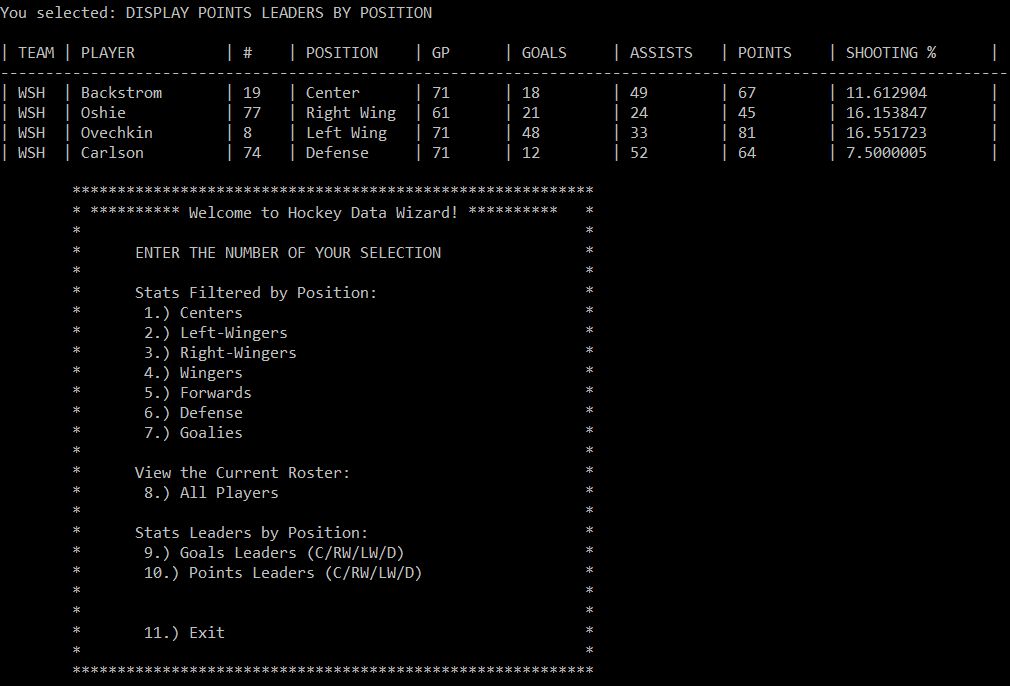 You selected: DISPLAY POINTS LEADERS BY POSITION
| TEAM | PLAYER | # | POSITION | GP | GOALS | ASSISTS | POINTS | SHOOTING % |
----------------------------------------------------------------------------------------------------------------
| WSH | Backstrom | 19 | Center | 71 | 18 | 49 | 67 | 11.612904 |
| WSH | Oshie | 77 | Right Wing | 61 | 21 | 24 | 45 | 16.153847 |
| WSH | Ovechkin | 8 | Left Wing | 71 | 48 | 33 | 81 | 16.551723 |
| WSH | Carlson | 74 | Defense | 71 | 12 | 52 | 64 | 7.5000005 |
**********************************************************
* ********** Welcome to Hockey Data Wizard! ********** *
* *
* ENTER THE NUMBER OF YOUR SELECTION *
* *
* Stats Filtered by Position: *
* 1.) Centers *
* 2.) Left-Wingers *
* 3.) Right-Wingers *
* 4.) Wingers *
* 5.) Forwards *
* 6.) Defense *
* 7.) Goalies *
* *
* View the Current Roster: *
* 8.) All Players *
* *
* Stats Leaders by Position: *
* 9.) Goals Leaders (C/RW/LW/D) *
* 10.) Points Leaders (C/RW/LW/D) *
* *
* *
* 11.) Exit *
* *
**********************************************************